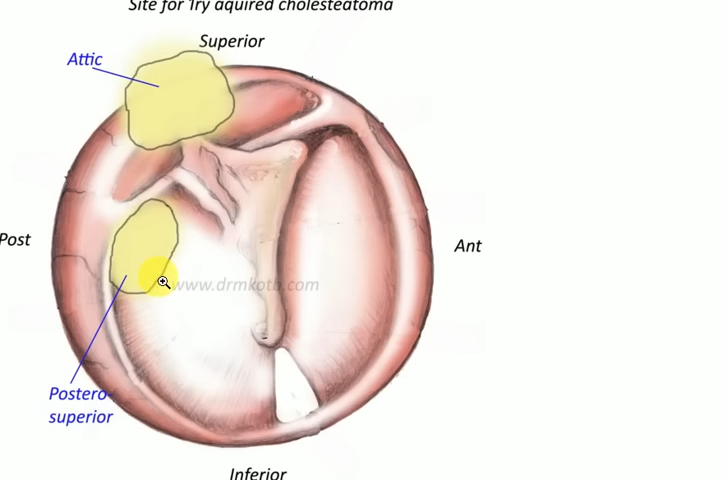 Site for 1ry aquired cholesteatoma
Superior
Attic
Post
Ant
www.drmkotb.com
Postero-
superior
Inferior